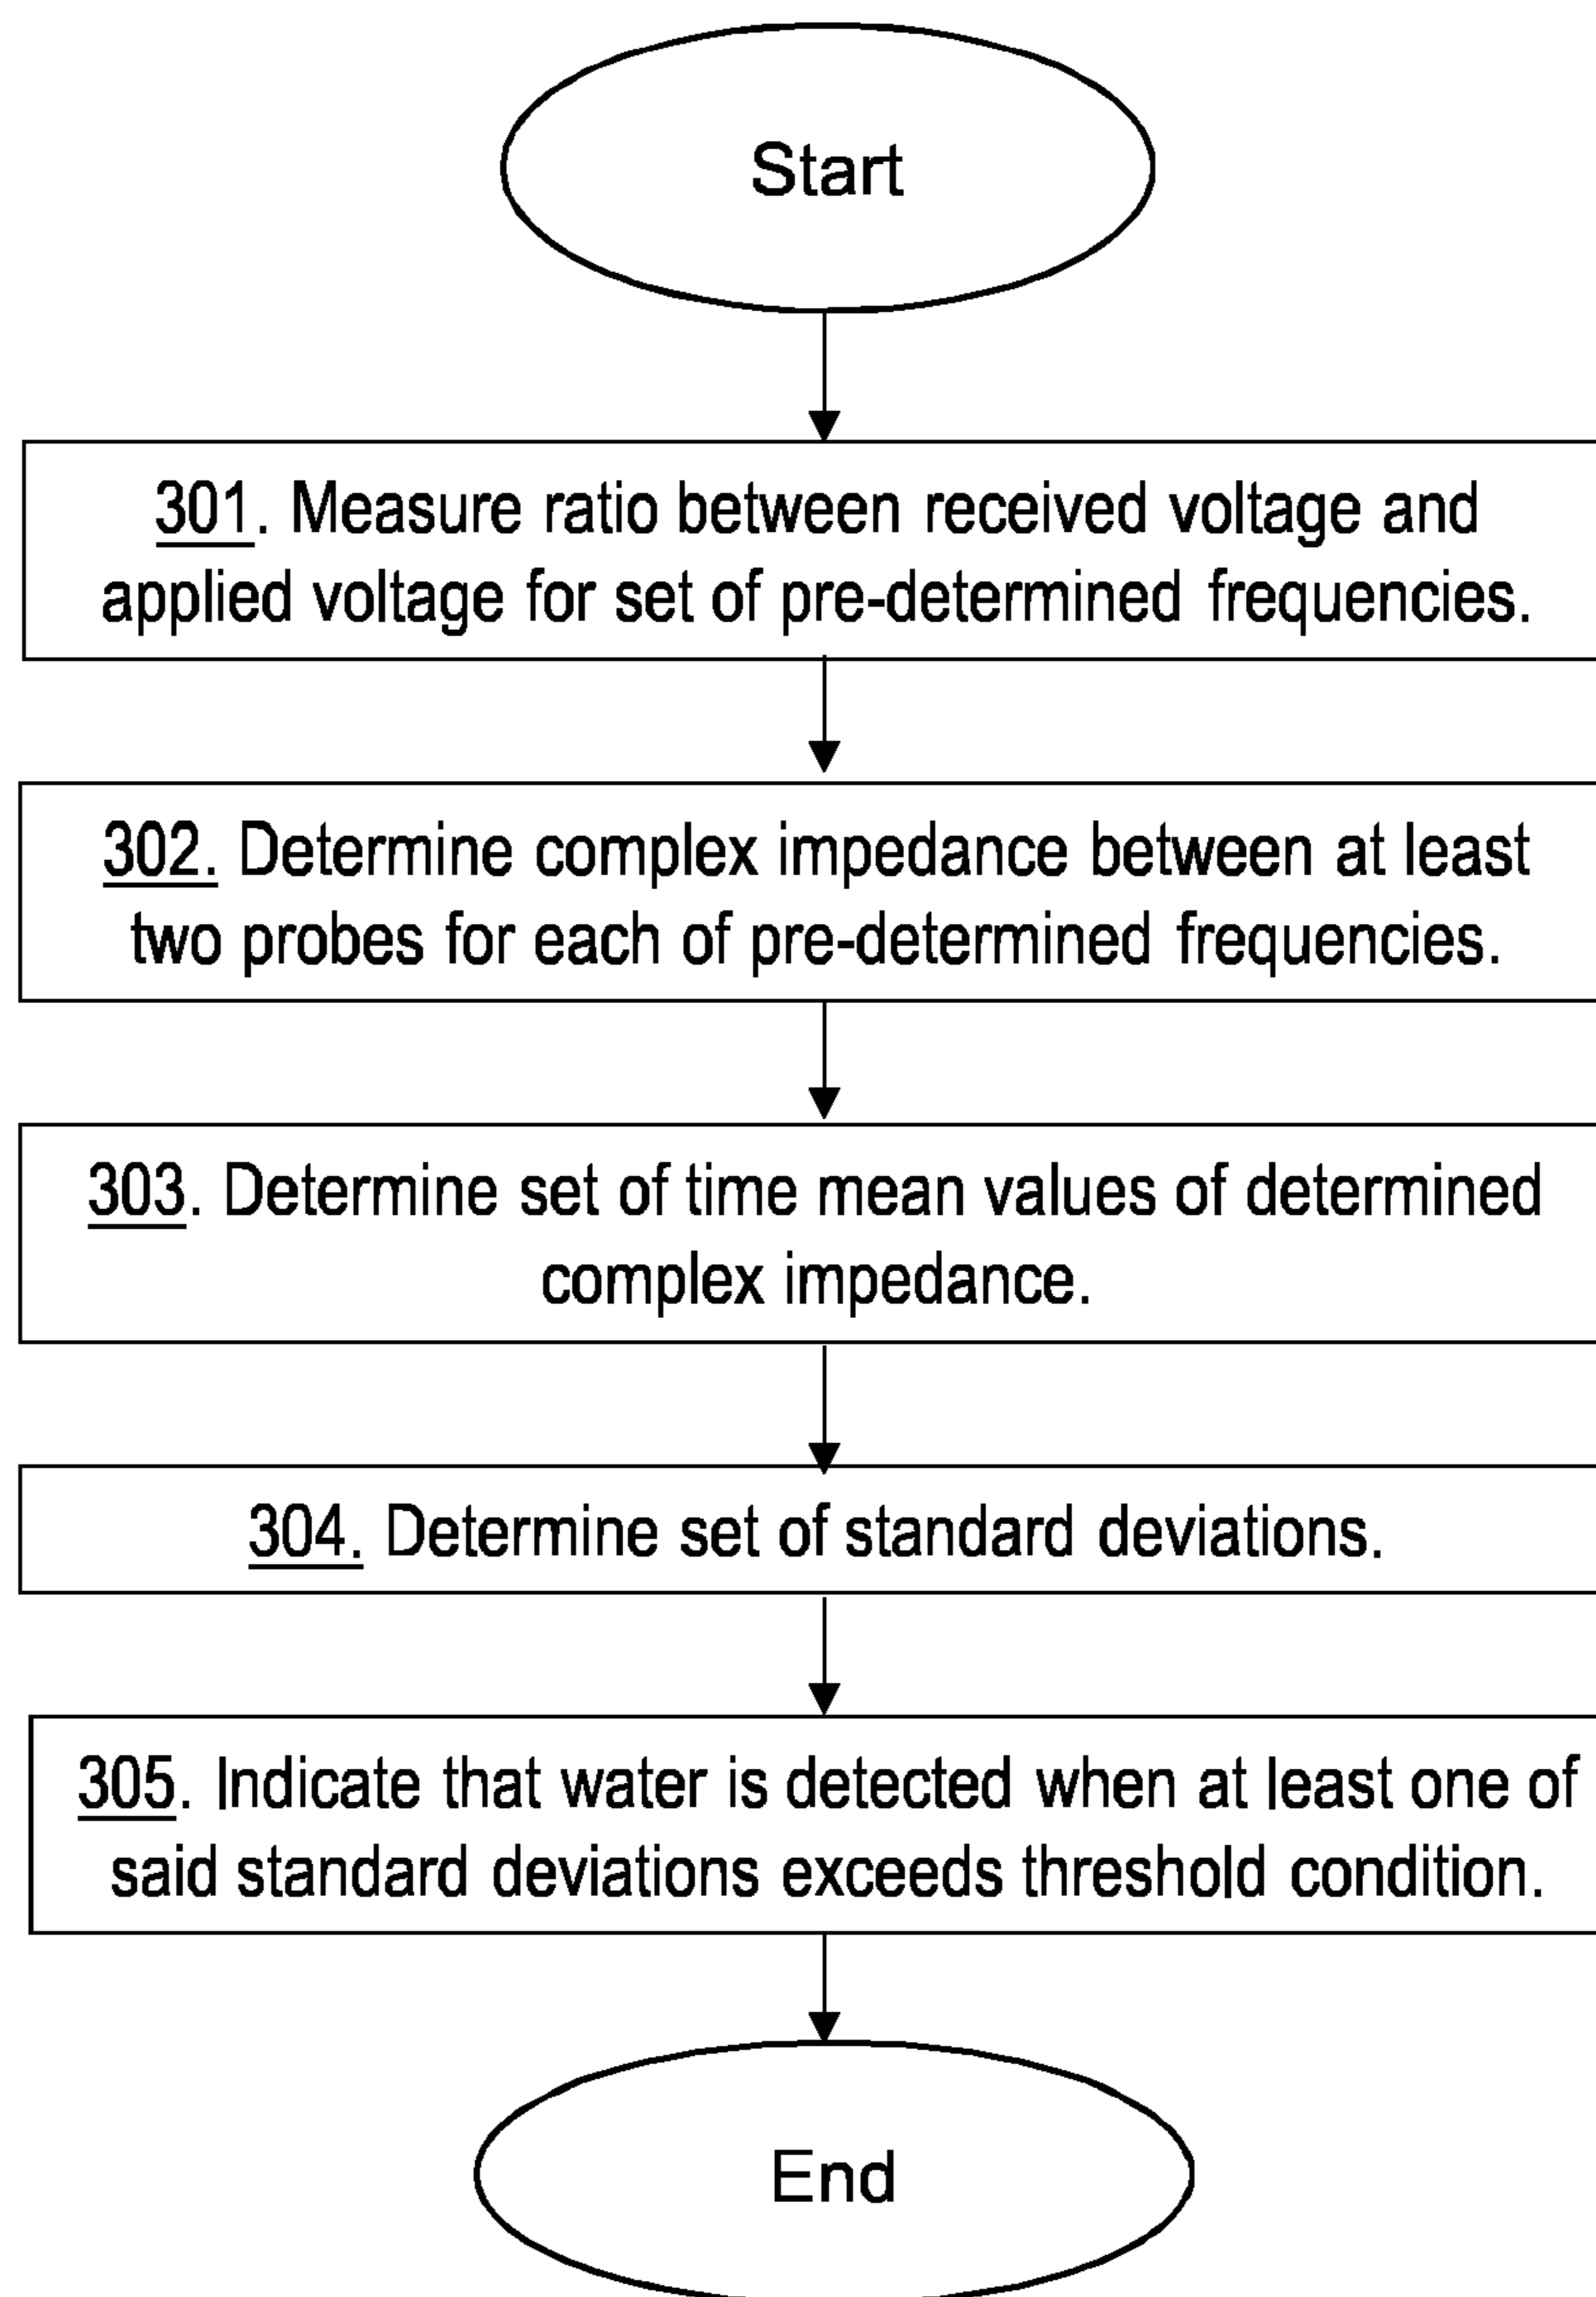 Start
301. Measure ratio between received voltage and
applied voltage for set of pre-determined frequencies.
302. Determine complex impedance between at least
two probes for each of pre-determined frequencies.
303. Determine set of time mean values of determined
complex impedance.
304. Determine set of standard deviations.
305. Indicate that water is detected when at least one of
said standard deviations exceeds threshold condition.
End